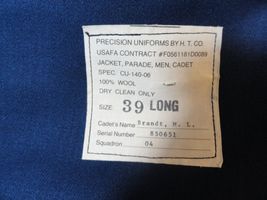 PRECISION UNIFORMS BY H. T. CO.
USAFA CONTRACT #F0561181D0089
JACKET, PARADE, MEN, CADET
SPEC. CU-140-06
100% WOOL
DRY CLEAN ONLY
SIZE 39 LONG
Cadet's Name Brandt, M. L.
Serial Number 850651
Squadron 04